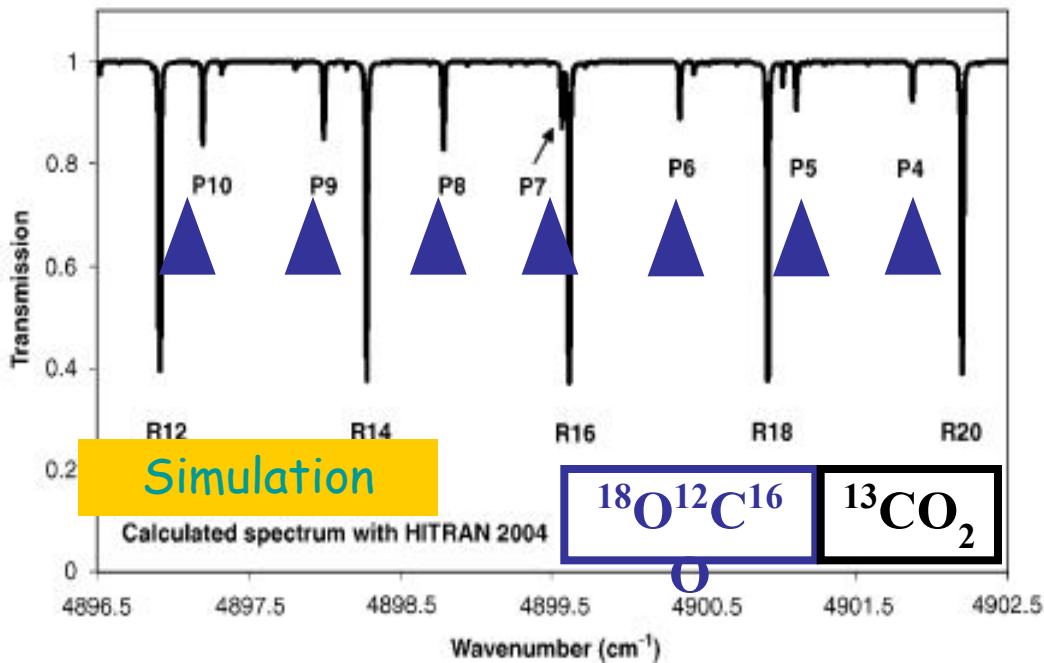 1
0.8
0.6
0.4
0.2
0
Transmission
P10 P9 P8 P7 P6 P5 P4
R12 R14 R16 R18 R20
Simulation
¹⁸O¹²C¹⁶
O
¹³CO₂
Calculated spectrum with HITRAN 2004
4896.5 4897.5 4898.5 4899.5 4900.5 4901.5 4902.5
Wavenumber (cm⁻¹)